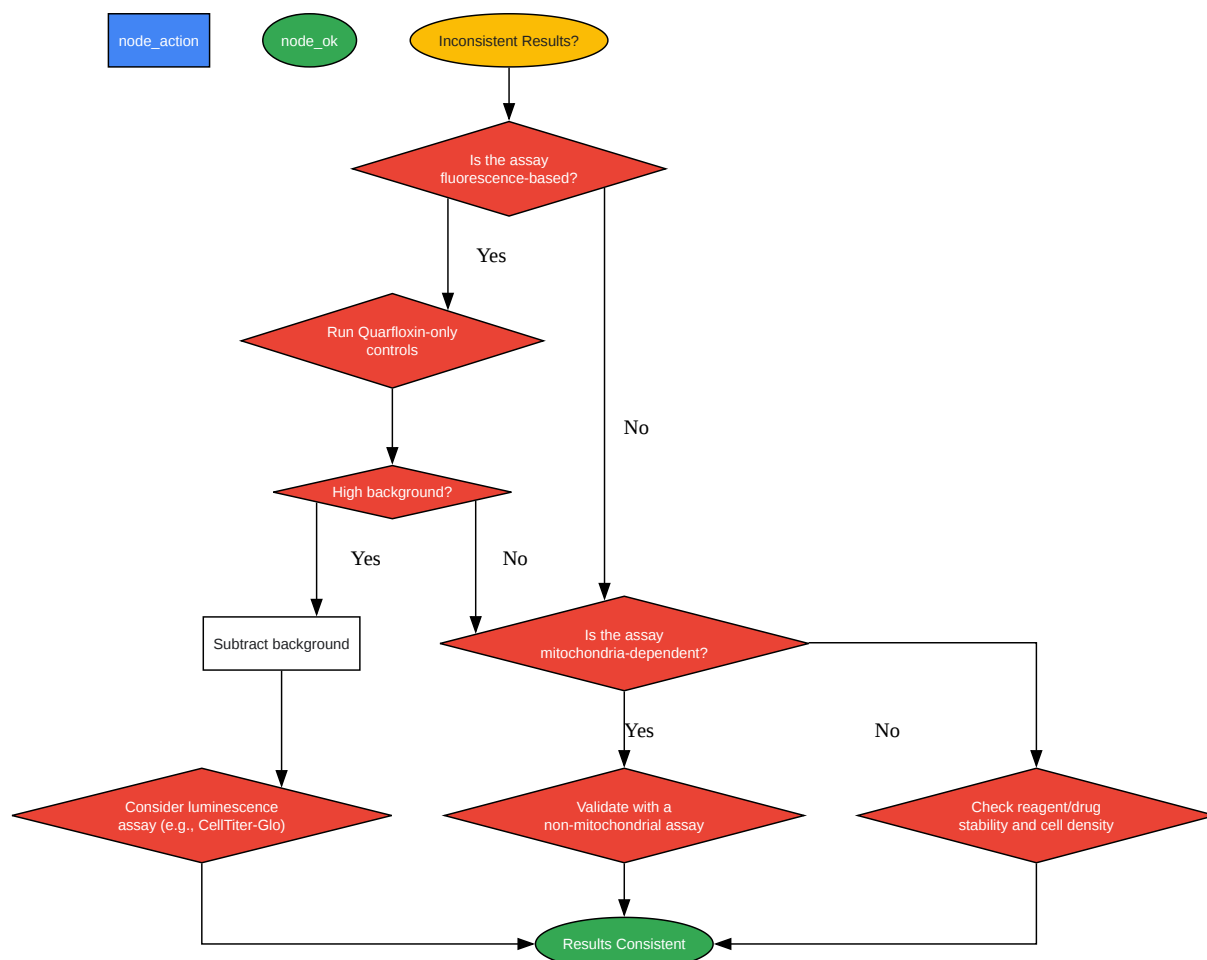 node_action
node_ok
Inconsistent Results?
Is the assay
fluorescence-based?
Yes
Run Quarfloxin-only
controls
No
High background?
Yes
No
Is the assay
mitochondria-dependent?
Subtract background
Yes
No
Consider luminescence
assay (e.g., CellTiter-Glo)
Validate with a
non-mitochondrial assay
Check reagent/drug
stability and cell density
Results Consistent